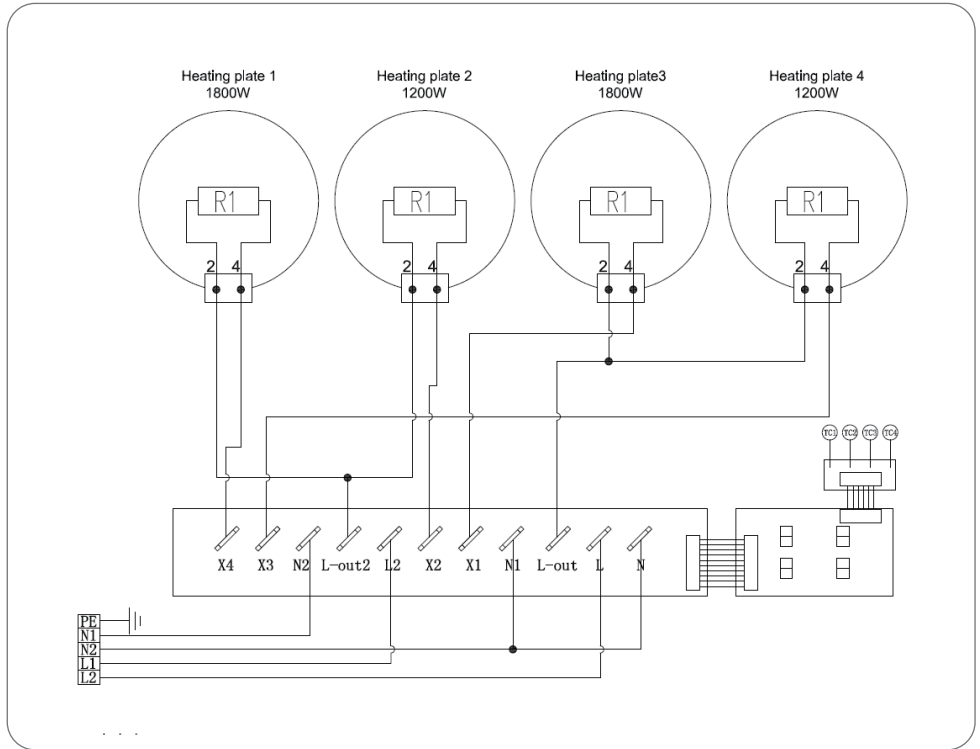 Heating plate 1
1800W
Heating plate 2
1200W
Heating plate3
1800W
Heating plate 4
1200W
R1
R1
R1
R1
2 4
2 4
2 4
2 4
TC1 TC2 TC3 TC4
X4 X3 N2 L-out2 L2 X2 X1 N1 L-out L N
PE
N1
N2
L1
L2